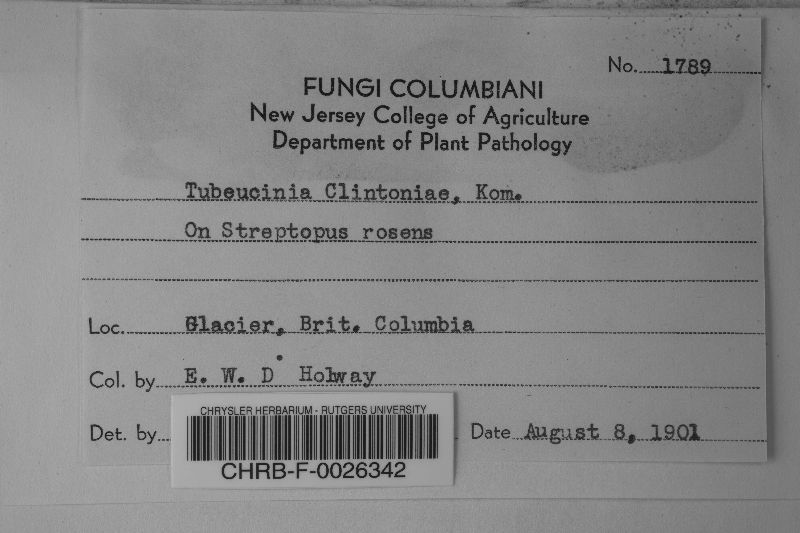 No. 1789
FUNGI COLUMBIANI
New Jersey College of Agriculture
Department of Plant Pathology
Tubeucinia Clintoniae, Kom.
On Streptopus rosens
Loc. Glacier, Brit. Columbia
Col. by E. W. D Holway
Det. by
Date August 8, 1901
CHRYSLER HERBARIUM - RUTGERS UNIVERSITY
CHRB-F-0026342